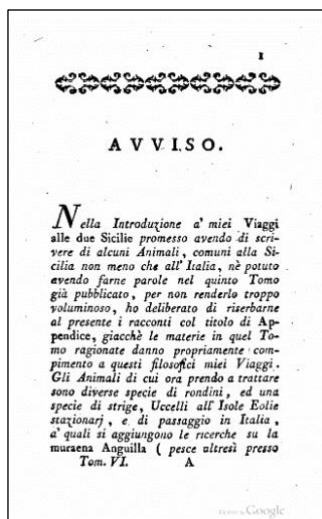 1
AVVISO.
Nella Introduzione a' miei Viaggi
alle due Sicilie promesso avendo di scri-
vere di alcuni Animali, comuni alla Si-
cilia non meno che all' Italia, nè potuto
avendo farne parole nel quinto Tomo
già pubblicato, per non renderlo troppo
voluminoso, ho deliberato di riserbarne
al presente i racconti col titolo di Ap-
pendice, giacchè le materie in quel To-
mo ragionate danno propriamente com-
pimento a questi filosofici miei Viaggi.
Gli Animali di cui ora prendo a trattare
sono diverse specie di rondini, ed una
specie di strige, Uccelli all' Isole Eolie
stazionarj, e di passaggio in Italia,
a' quali si aggiungono le ricerche su la
muraena Anguilla ( pesce altresì presso
Tom. VI. A
Google